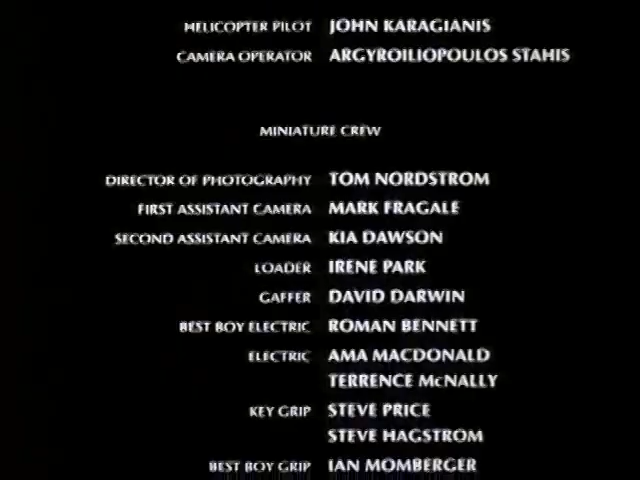 HELICOPTER PILOT JOHN KARAGIANIS
CAMERA OPERATOR ARGYROILIOPOULOS STAHIS
MINIATURE CREW
DIRECTOR OF PHOTOGRAPHY TOM NORDSTROM
FIRST ASSISTANT CAMERA MARK FRAGALE
SECOND ASSISTANT CAMERA KIA DAWSON
LOADER IRENE PARK
GAFFER DAVID DARWIN
BEST BOY ELECTRIC ROMAN BENNETT
ELECTRIC AMA MACDONALD
TERRENCE McNALLY
KEY GRIP STEVE PRICE
STEVE HAGSTROM
BEST BOY GRIP IAN MOMBERGER